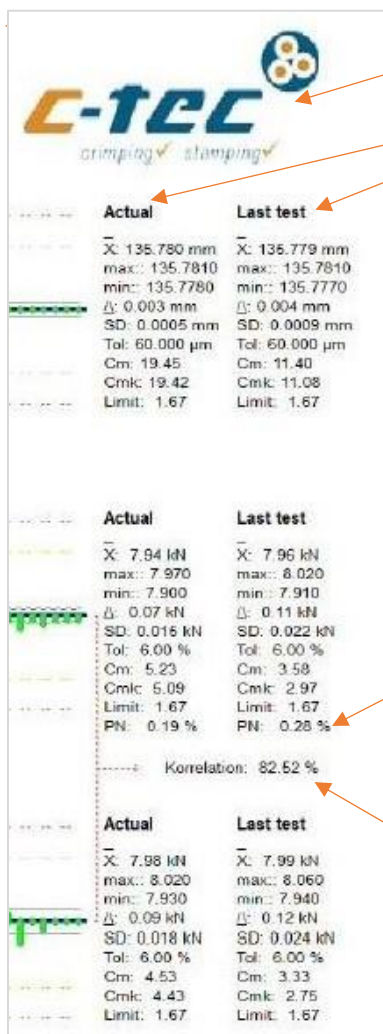 c-tec
crimping✓ stamping✓
Actual Last test
X: 135.780 mm X: 135.779 mm
max:: 135.7810 max:: 135.7810
min:: 135.7780 min:: 135.7770
Δ: 0.003 mm Δ: 0.004 mm
SD: 0.0005 mm SD: 0.0009 mm
Tol: 60.000 µm Tol: 60.000 µm
Cm: 19.45 Cm: 11.40
Cmk: 19.42 Cmk: 11.08
Limit: 1.67 Limit: 1.67
Actual Last test
X: 7.94 kN X: 7.96 kN
max:: 7.970 max:: 8.020
min:: 7.900 min:: 7.910
Δ: 0.07 kN Δ: 0.11 kN
SD: 0.015 kN SD: 0.022 kN
Tol: 6.00 % Tol: 6.00 %
Cm: 5.23 Cm: 3.58
Cmk: 5.09 Cmk: 2.97
Limit: 1.67 Limit: 1.67
PN: 0.19 % PN: 0.28 %
Korrelation: 82.52 %
Actual Last test
X: 7.98 kN X: 7.99 kN
max:: 8.020 max:: 8.060
min:: 7.930 min:: 7.940
Δ: 0.09 kN Δ: 0.12 kN
SD: 0.018 kN SD: 0.024 kN
Tol: 6.00 % Tol: 6.00 %
Cm: 4.53 Cm: 3.33
Cmk: 4.43 Cmk: 2.75
Limit: 1.67 Limit: 1.67